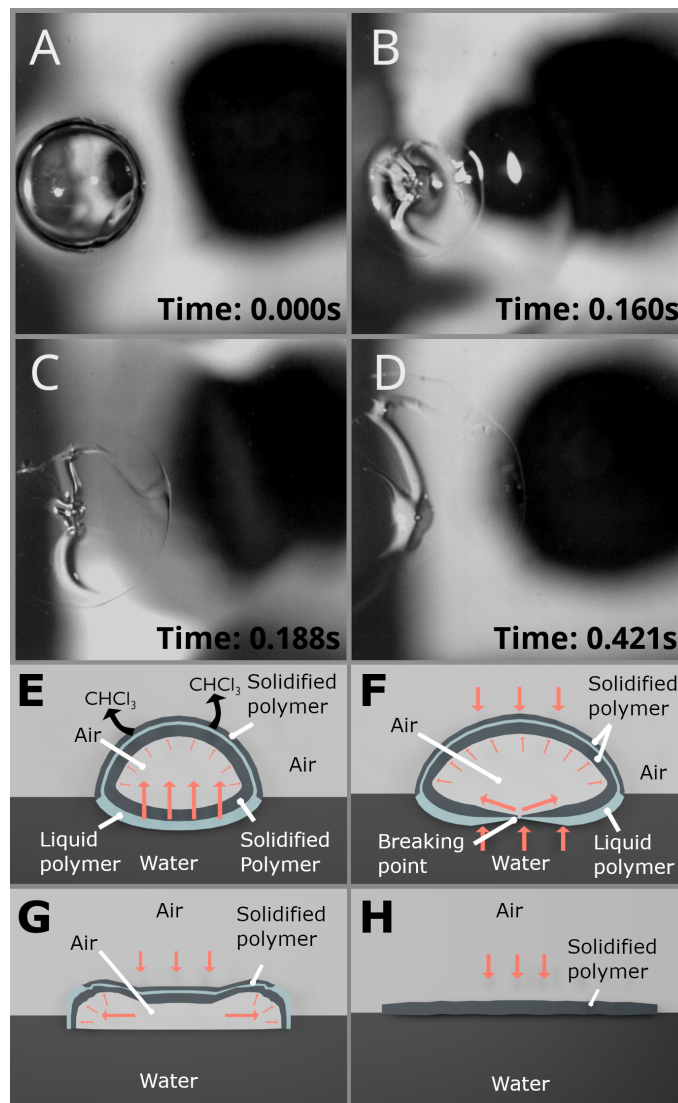 A
Time: 0.000s
B
Time: 0.160s
C
Time: 0.188s
D
Time: 0.421s
E
CHCl₃
CHCl₃
Solidified
polymer
Air
Air
Liquid
polymer
Water
Solidified
Polymer
F
Solidified
polymer
Air
Air
Breaking
point
Water
Liquid
polymer
G
Air
Air
Solidified
polymer
Water
H
Air
Solidified
polymer
Water